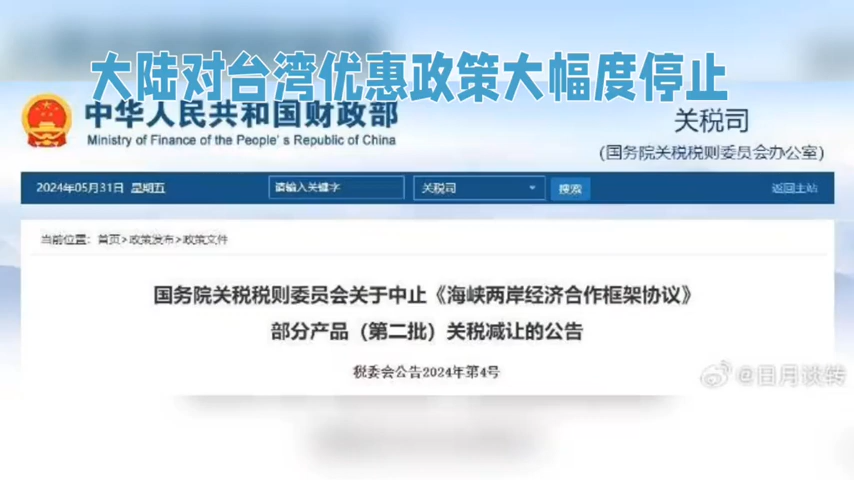 大陆对台湾优惠政策大幅度停止
中华人民共和国财政部
Ministry of Finance of the People's Republic of China
关税司
(国务院关税税则委员会办公室)
2024年05月31日 星期五
请输入关键字
关税司
搜索
返回主站
当前位置：首页>政策发布>政策文件
国务院关税税则委员会关于中止《海峡两岸经济合作框架协议》
部分产品（第二批）关税减让的公告
税委会公告2024年第4号
@日月谈转